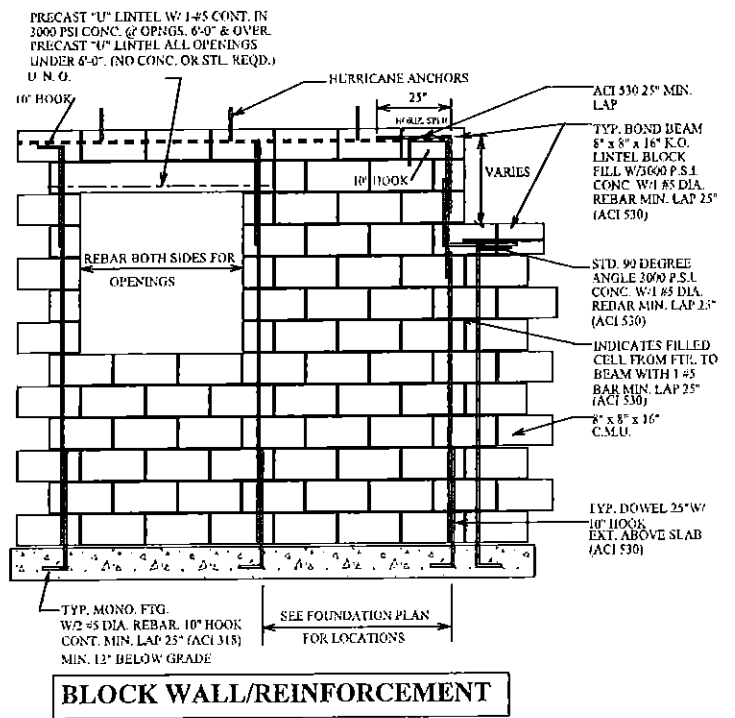 PRECAST "U" LINTEL W/ 1-#5 CONT. IN
3000 PSI CONC. @ OPNGS. 6'-0" & OVER.
PRECAST "U" LINTEL ALL OPENINGS
UNDER 6'-0". (NO CONC. OR STL. REQD.)
U.N.O.
10" HOOK
HURRICANE ANCHORS
25"
HORIZ. STEEL
10" HOOK
VARIES
ACI 530 25" MIN.
LAP
TYP. BOND BEAM
8" x 8" x 16" K.O.
LINTEL BLOCK
FILL W/3000 P.S.I.
CONC. W/1 #5 DIA.
REBAR MIN. LAP 25"
(ACI 530)
REBAR BOTH SIDES FOR
OPENINGS
STD. 90 DEGREE
ANGLE 3000 P.S.I.
CONC. W/1 #5 DIA.
REBAR MIN. LAP 25"
(ACI 530)
INDICATES FILLED
CELL FROM FTR. TO
BEAM WITH 1 #5
BAR MIN. LAP 25"
(ACI 530)
8" x 8" x 16"
C.M.U.
TYP. DOWEL 25" W/
10" HOOK
EXT. ABOVE SLAB
(ACI 530)
TYP. MONO. FTG.
W/2 #5 DIA. REBAR. 10" HOOK
CONT. MIN. LAP 25" (ACI 318)
MIN. 12" BELOW GRADE
SEE FOUNDATION PLAN
FOR LOCATIONS
BLOCK WALL/REINFORCEMENT